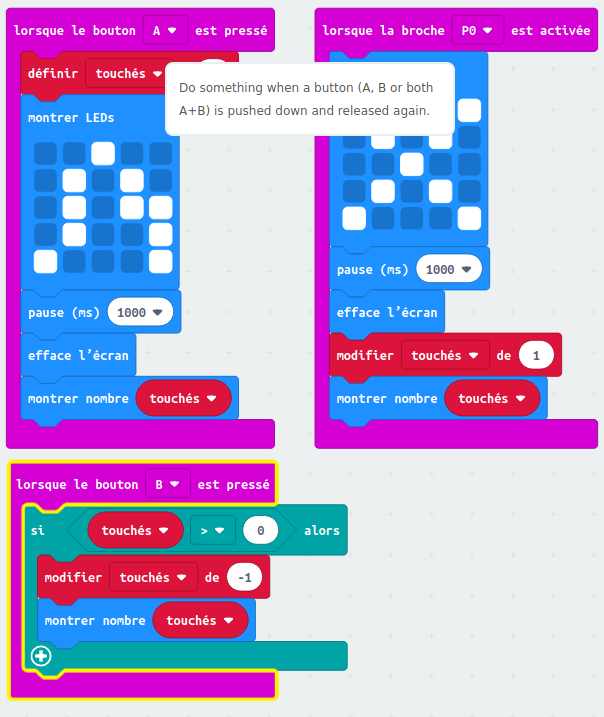 lorsque le bouton A est pressé
définir touchés
montrer LEDs
pause (ms) 1000
efface l’écran
montrer nombre touchés
Do something when a button (A, B or both
A+B) is pushed down and released again.
lorsque la broche P0 est activée
pause (ms) 1000
efface l’écran
modifier touchés de 1
montrer nombre touchés
lorsque le bouton B est pressé
si touchés > 0 alors
modifier touchés de -1
montrer nombre touchés